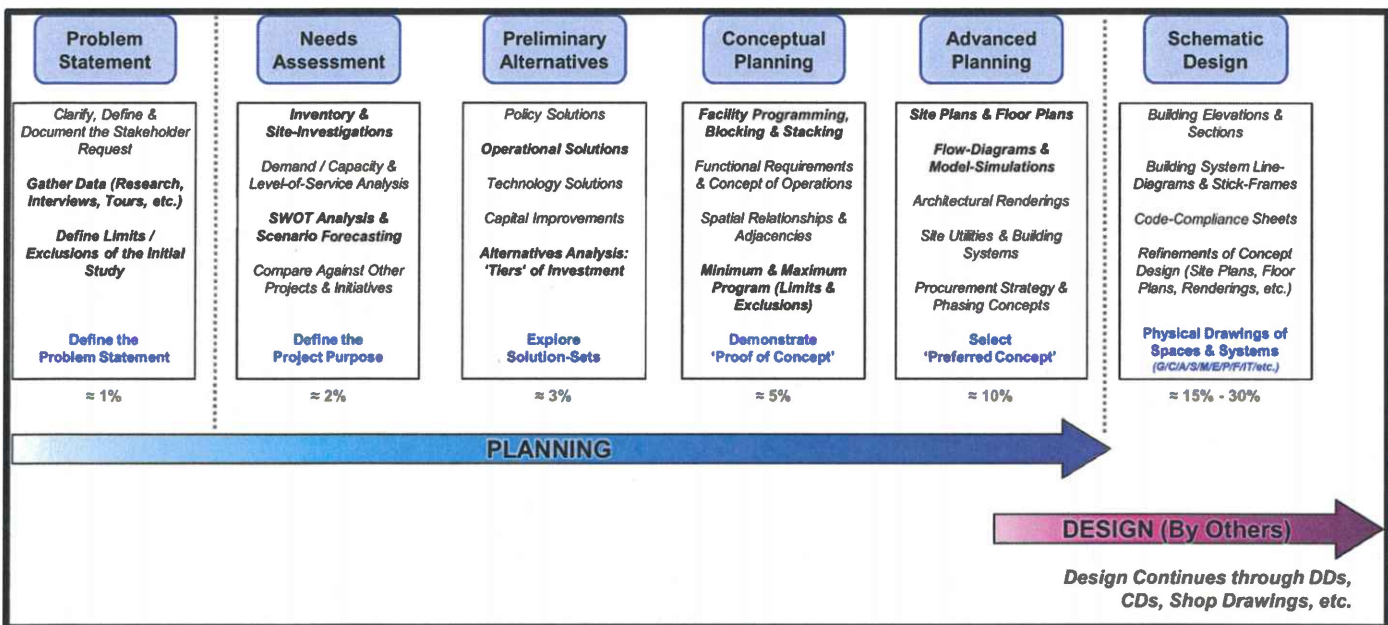 Problem
Statement
Clarify, Define &
Document the Stakeholder
Request
Gather Data (Research,
Interviews, Tours, etc.)
Define Limits /
Exclusions of the Initial
Study
Define the
Problem Statement
≈ 1%
Needs
Assessment
Inventory &
Site-Investigations
Demand / Capacity &
Level-of-Service Analysis
SWOT Analysis &
Scenario Forecasting
Compare Against Other
Projects & Initiatives
Define the
Project Purpose
≈ 2%
Preliminary
Alternatives
Policy Solutions
Operational Solutions
Technology Solutions
Capital Improvements
Alternatives Analysis:
'Tiers' of Investment
Explore
Solution-Sets
≈ 3%
Conceptual
Planning
Facility Programming,
Blocking & Stacking
Functional Requirements
& Concept of Operations
Spatial Relationships &
Adjacencies
Minimum & Maximum
Program (Limits &
Exclusions)
Demonstrate
'Proof of Concept'
≈ 5%
Advanced
Planning
Site Plans & Floor Plans
Flow-Diagrams &
Model-Simulations
Architectural Renderings
Site Utilities & Building
Systems
Procurement Strategy &
Phasing Concepts
Select
'Preferred Concept'
≈ 10%
Schematic
Design
Building Elevations &
Sections
Building System Line-
Diagrams & Stick-Frames
Code-Compliance Sheets
Refinements of Concept
Design (Site Plans, Floor
Plans, Renderings, etc.)
Physical Drawings of
Spaces & Systems
(G/C/A/S/M/E/P/F/IT/etc.)
≈ 15% - 30%
PLANNING
DESIGN (By Others)
Design Continues through DDs,
CDs, Shop Drawings, etc.